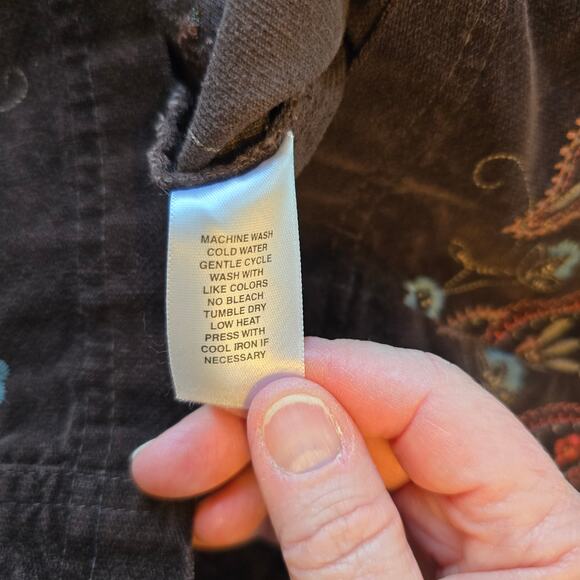 MACHINE WASH
COLD WATER
GENTLE CYCLE
WASH WITH
LIKE COLORS
NO BLEACH
TUMBLE DRY
LOW HEAT
PRESS WITH
COOL IRON IF
NECESSARY